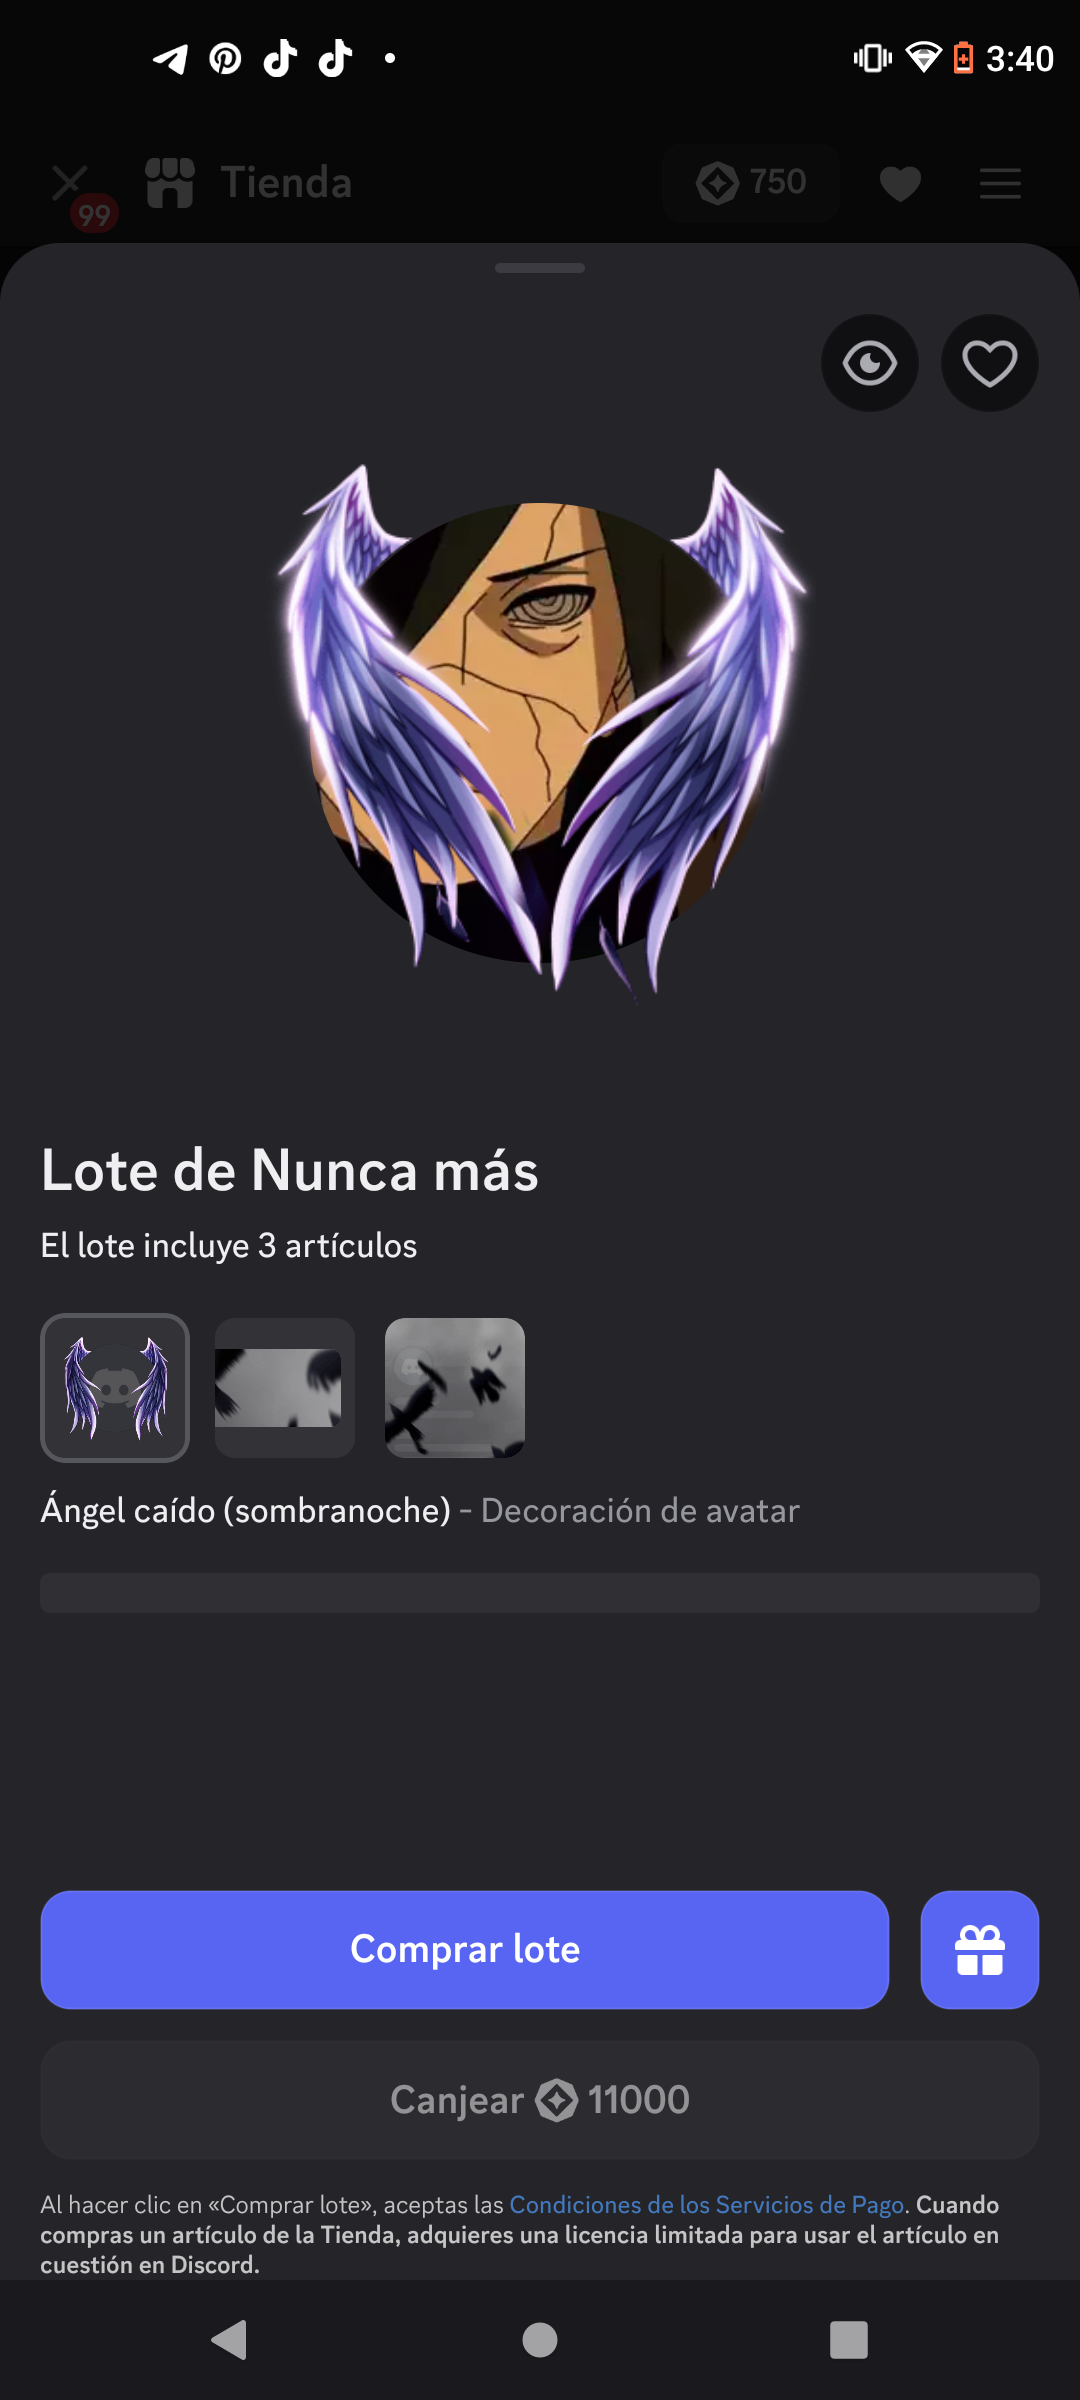 3:40
99
Tienda
750
Lote de Nunca más
El lote incluye 3 artículos
Ángel caído (sombranoche) – Decoración de avatar
Comprar lote
Canjear 11000
Al hacer clic en «Comprar lote», aceptas las Condiciones de los Servicios de Pago. Cuando
compras un artículo de la Tienda, adquieres una licencia limitada para usar el artículo en
cuestión en Discord.